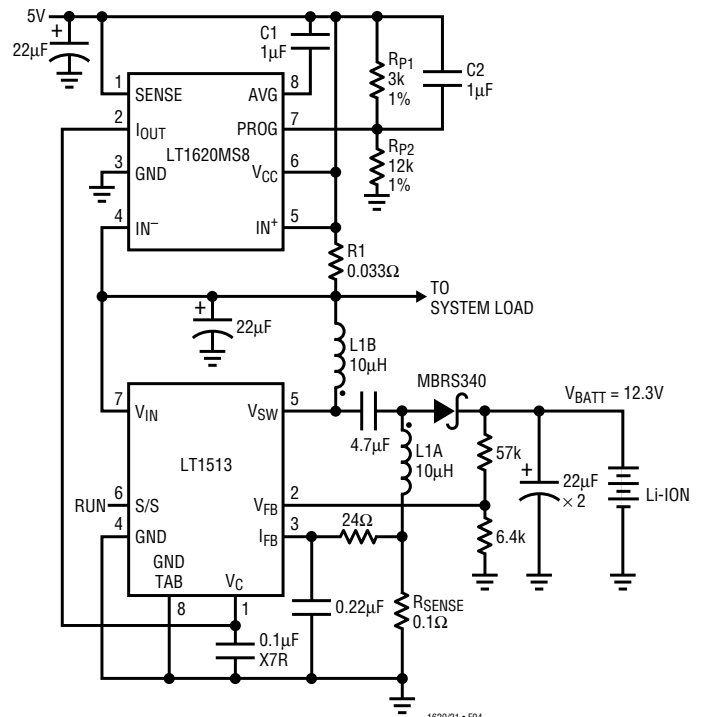 5V
+
22µF
C1
1µF
RP1
3k
1%
C2
1µF
1
SENSE
AVG
8
2
IOUT
PROG
7
LT1620MS8
RP2
12k
1%
3
GND
VCC
6
4
IN−
IN+
5
R1
0.033Ω
TO
SYSTEM LOAD
+
22µF
L1B
10µH
MBRS340
VBATT = 12.3V
7
VIN
VSW
5
4.7µF
L1A
10µH
57k
LT1513
+
22µF
× 2
Li-ION
RUN
6
S/S
VFB
2
4
GND
IFB
3
24Ω
6.4k
GND
TAB
VC
8
1
0.22µF
RSENSE
0.1Ω
0.1µF
X7R
1620/21 • F04